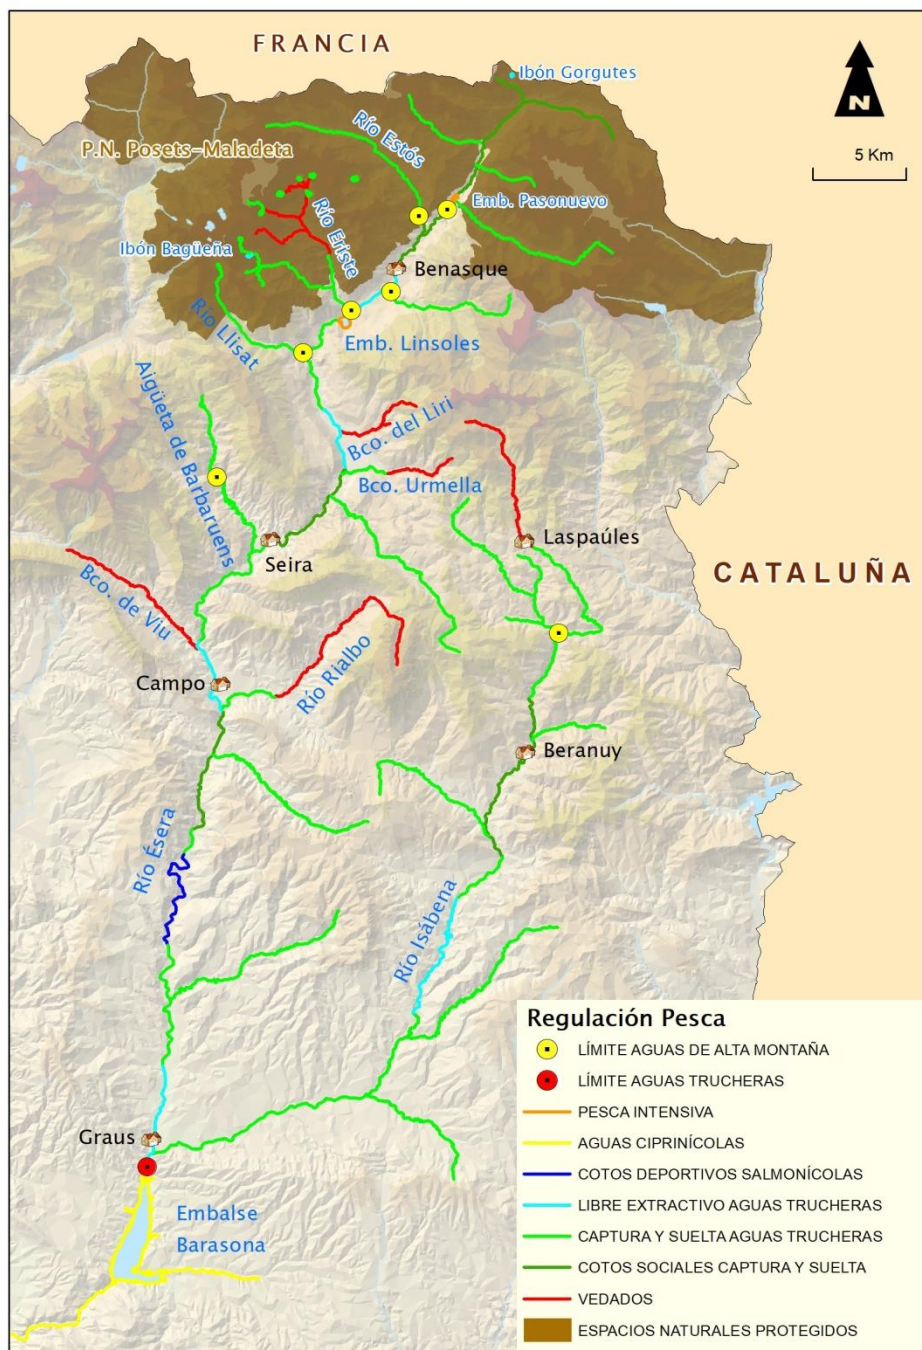 FRANCIA
Ibón Gorgutes
N
5 Km
Río Estós
P.N. Posets-Maladeta
Río Eriste
Emb. Pasonuevo
Ibón Bagüeña
Benasque
Río Llisat
Emb. Linsoles
Aigüeta de Barbaruens
Bco. del Liri
Bco. Urmella
Laspaúles
Seira
CATALUÑA
Bco. de Viu
Río Rialbo
Campo
Beranuy
Río Ésera
Río Isábena
Graus
Embalse
Barasona
Regulación Pesca
LÍMITE AGUAS DE ALTA MONTAÑA
LÍMITE AGUAS TRUCHERAS
PESCA INTENSIVA
AGUAS CIPRINÍCOLAS
COTOS DEPORTIVOS SALMONÍCOLAS
LIBRE EXTRACTIVO AGUAS TRUCHERAS
CAPTURA Y SUELTA AGUAS TRUCHERAS
COTOS SOCIALES CAPTURA Y SUELTA
VEDADOS
ESPACIOS NATURALES PROTEGIDOS